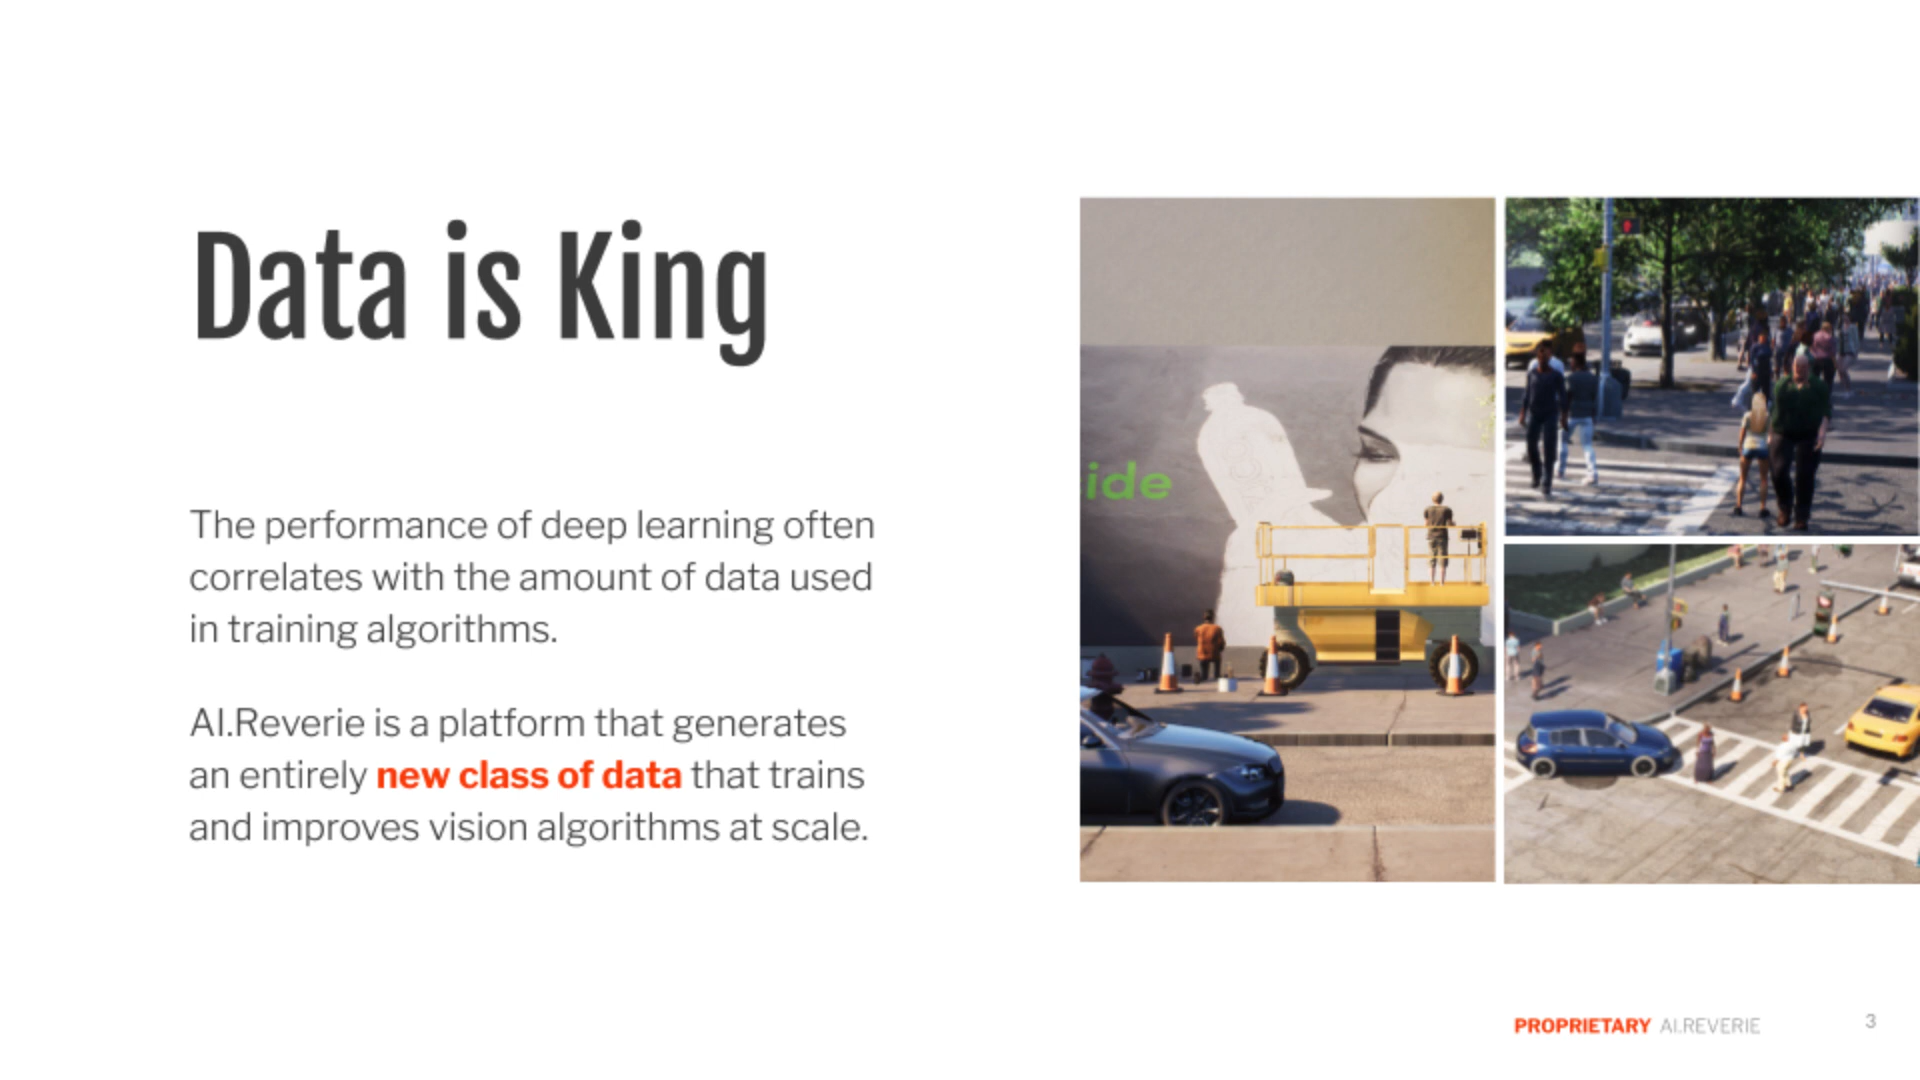 Data is King
The performance of deep learning often
correlates with the amount of data used
in training algorithms.
AI.Reverie is a platform that generates
an entirely new class of data that trains
and improves vision algorithms at scale.
ide
PROPRIETARY AI.REVERIE
3